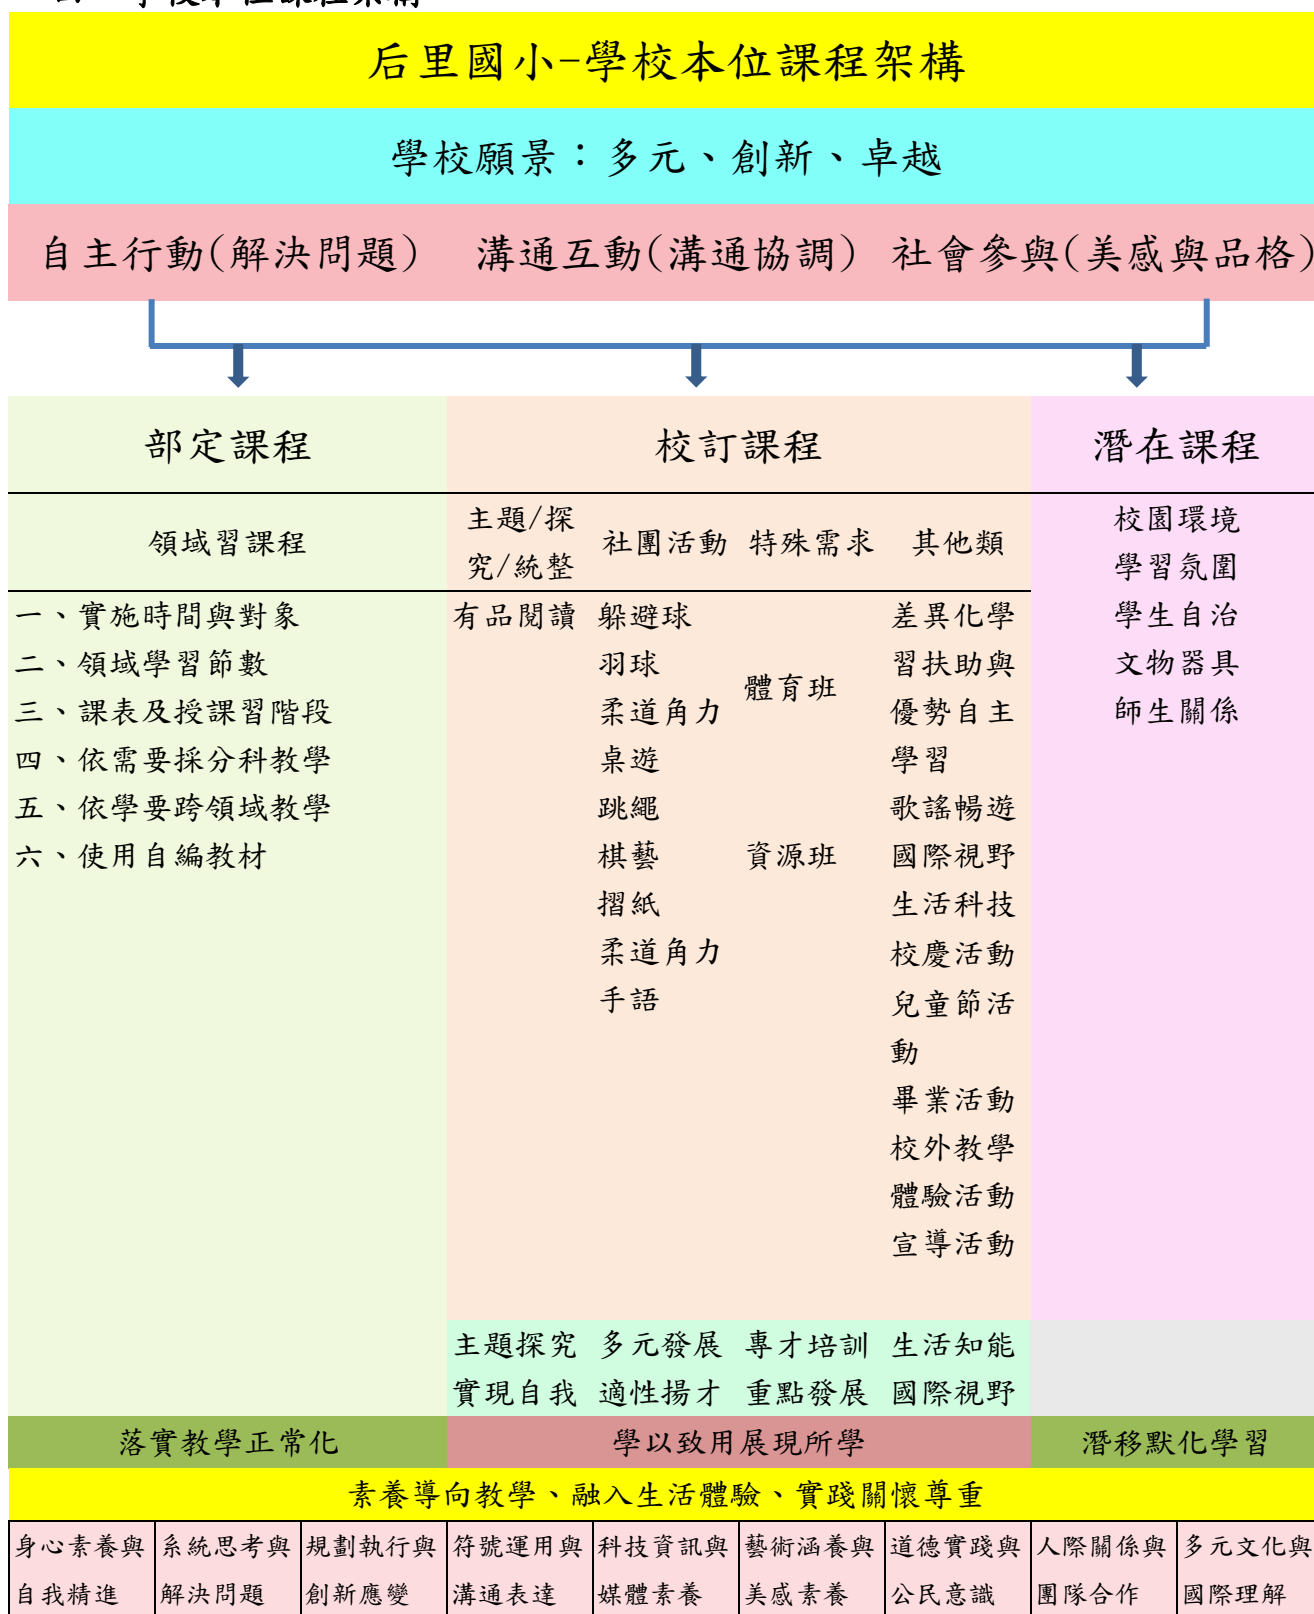 學校本位課程架構
后里國小-學校本位課程架構
學校願景：多元、創新、卓越
自主行動(解決問題) 溝通互動(溝通協調) 社會參與(美感與品格)
部定課程 校訂課程 潛在課程
領域習課程
主題/探
究/統整
社團活動 特殊需求 其他類
一、實施時間與對象
二、領域學習節數
三、課表及授課習階段
四、依需要採分科教學
五、依學要跨領域教學
六、使用自編教材
有品閱讀
躲避球
羽球
柔道角力
桌遊
跳繩
棋藝
摺紙
柔道角力
手語
體育班
資源班
差異化學
習扶助與
優勢自主
學習
歌謠暢遊
國際視野
生活科技
校慶活動
兒童節活
動
畢業活動
校外教學
體驗活動
宣導活動
校園環境
學習氛圍
學生自治
文物器具
師生關係
主題探究 多元發展 專才培訓 生活知能
實現自我 適性揚才 重點發展 國際視野
落實教學正常化 學以致用展現所學 潛移默化學習
素養導向教學、融入生活體驗、實踐關懷尊重
身心素養與 系統思考與 規劃執行與 符號運用與 科技資訊與 藝術涵養與 道德實踐與 人際關係與 多元文化與
自我精進 解決問題 創新應變 溝通表達 媒體素養 美感素養 公民意識 團隊合作 國際理解